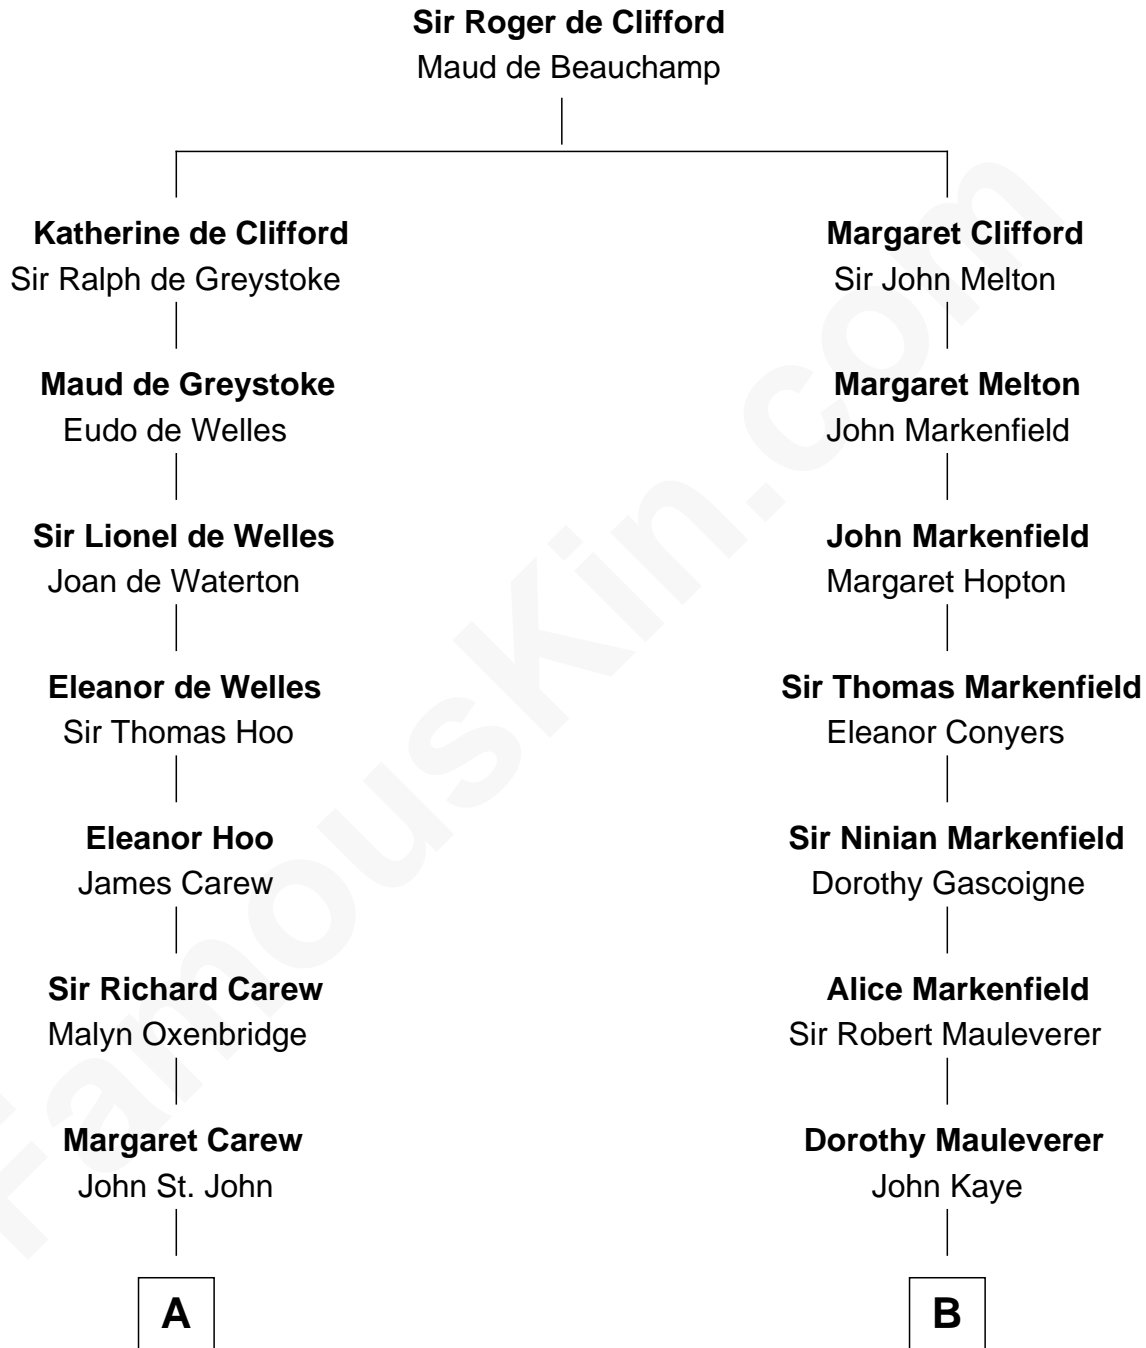 Sir Roger de Clifford
Maud de Beauchamp
Katherine de Clifford
Sir Ralph de Greystoke
Margaret Clifford
Sir John Melton
Maud de Greystoke
Eudo de Welles
Margaret Melton
John Markenfield
Sir Lionel de Welles
Joan de Waterton
John Markenfield
Margaret Hopton
Eleanor de Welles
Sir Thomas Hoo
Sir Thomas Markenfield
Eleanor Conyers
Eleanor Hoo
James Carew
Sir Ninian Markenfield
Dorothy Gascoigne
Sir Richard Carew
Malyn Oxenbridge
Alice Markenfield
Sir Robert Mauleverer
Margaret Carew
John St. John
Dorothy Mauleverer
John Kaye
A
B
FamousKin.com